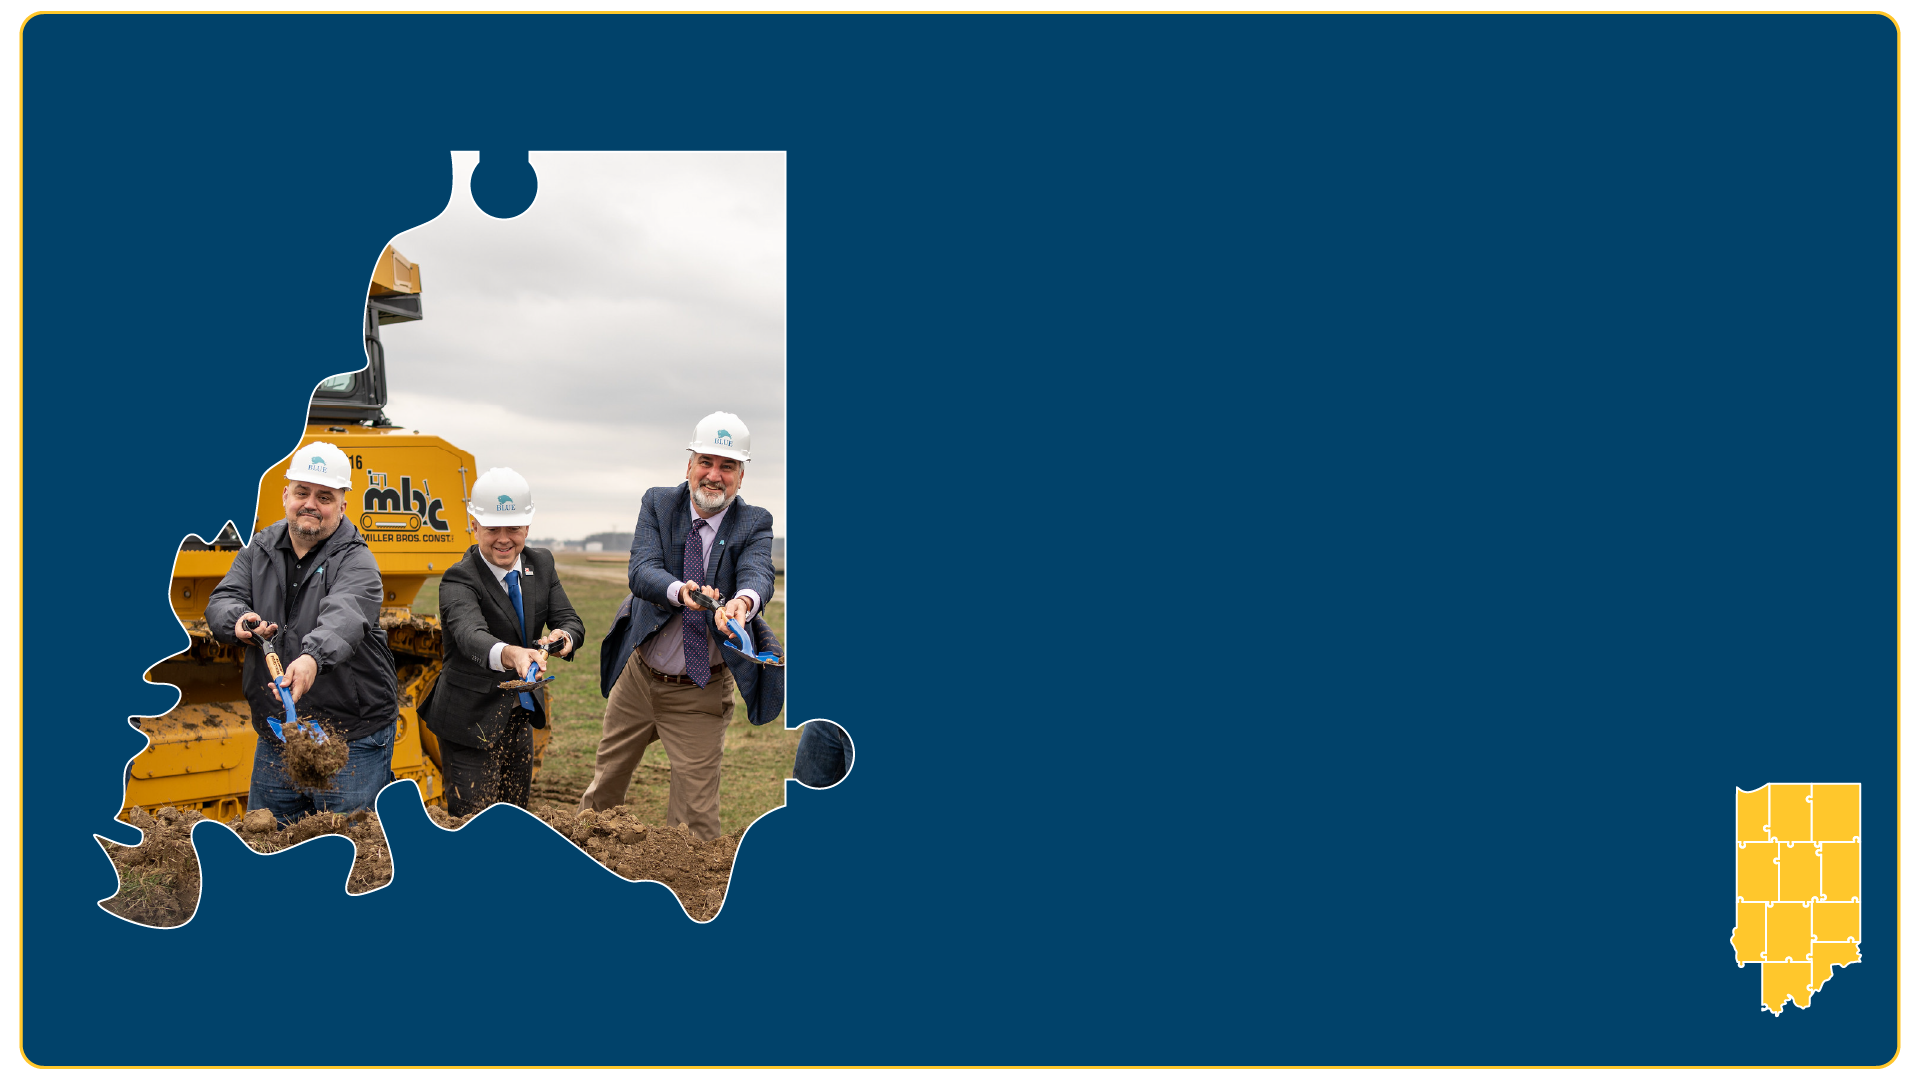 16
mbc
MILLER BROS. CONST.
BLUE
BLUE
BLUE